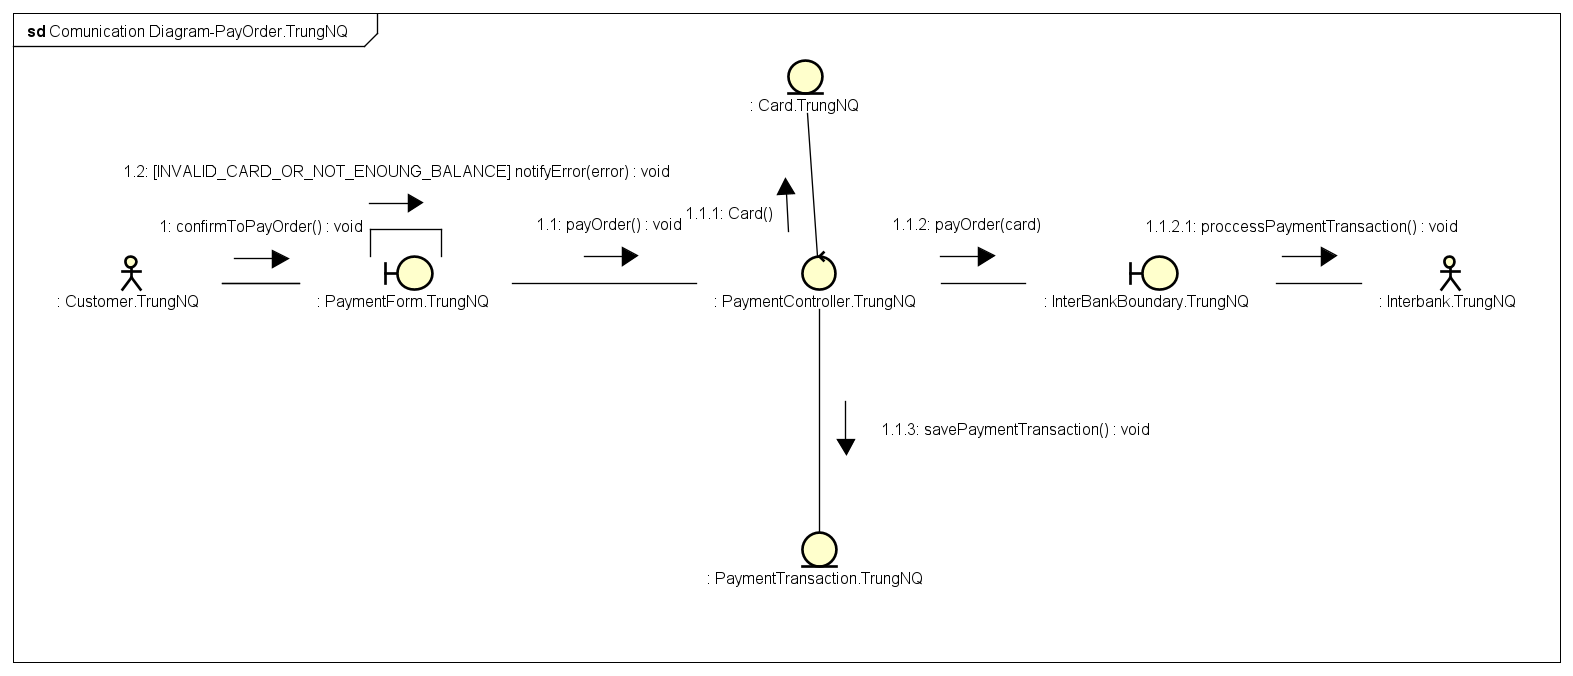 sd Comunication Diagram-PayOrder.TrungNQ
: Card.TrungNQ
1.2: [INVALID_CARD_OR_NOT_ENOUNG_BALANCE] notifyError(error) : void
1.1.1: Card()
1: confirmToPayOrder() : void
1.1: payOrder() : void
1.1.2: payOrder(card)
1.1.2.1: proccessPaymentTransaction() : void
: Customer.TrungNQ
: PaymentForm.TrungNQ
: PaymentController.TrungNQ
: InterBankBoundary.TrungNQ
: Interbank.TrungNQ
1.1.3: savePaymentTransaction() : void
: PaymentTransaction.TrungNQ